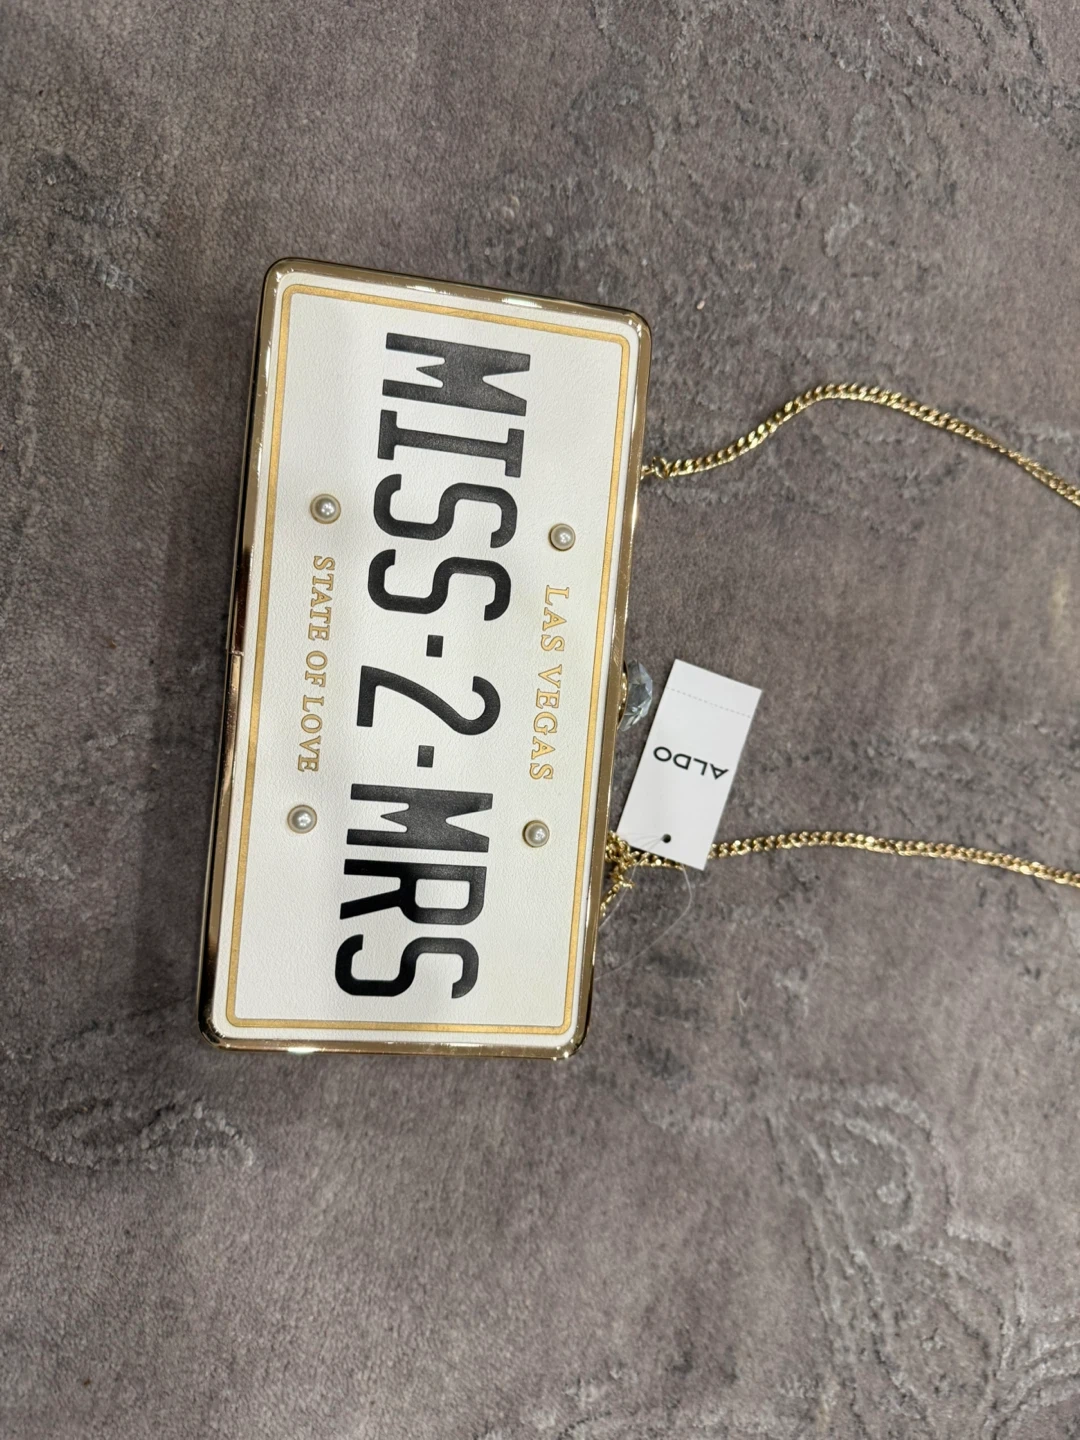 LAS VEGAS
MISS-2-MRS
STATE OF LOVE
ALDO